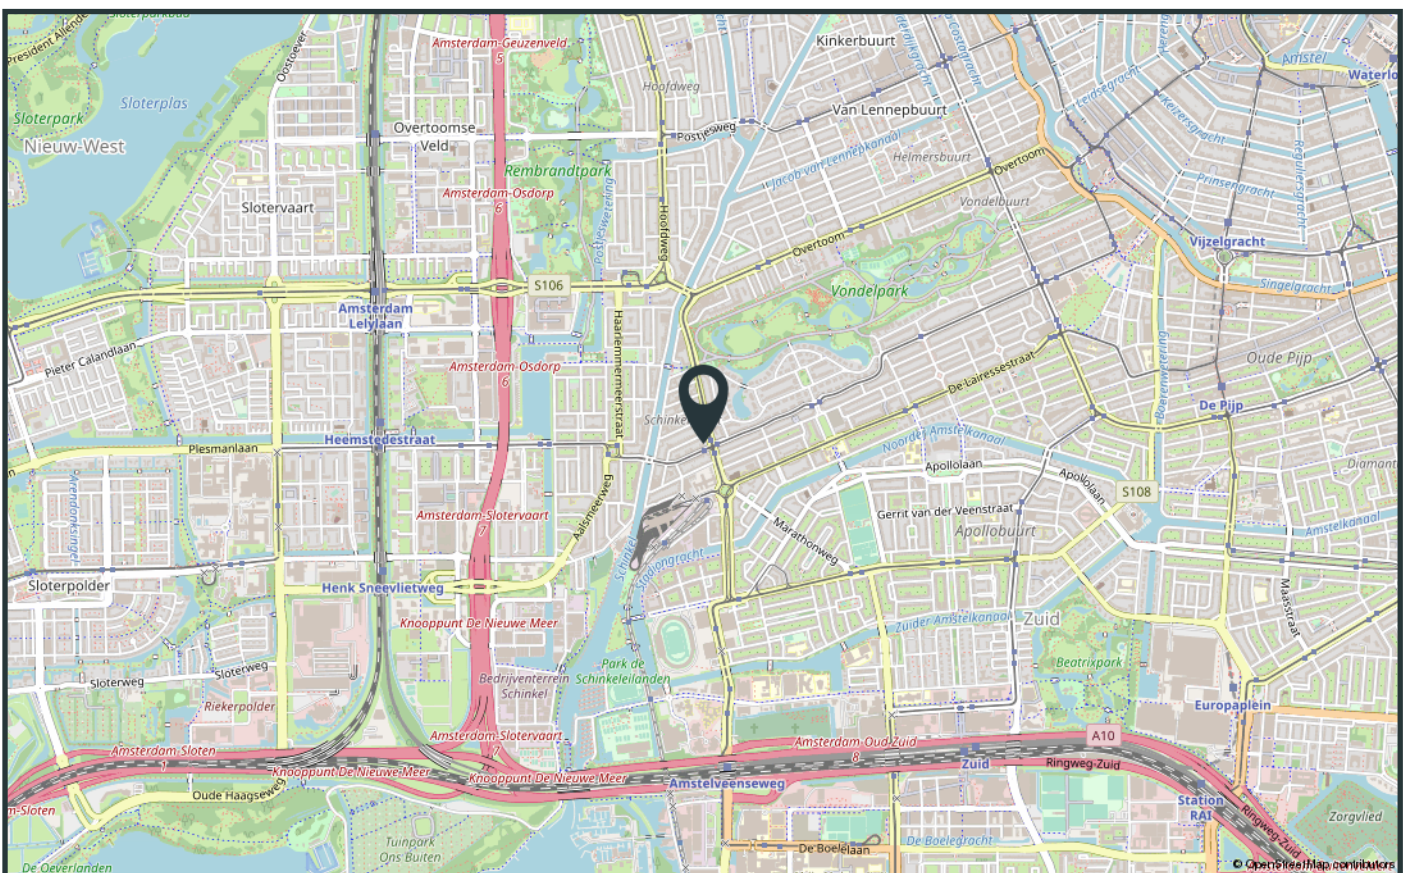 Sloterparkbad
President Allende
Oostoever
Amsterdam-Geuzenveld
5
Kinkerbuurt
Costagracht
Amstel
Waterlo
Sloterplas
Sloterpark
Hoofdweg
Leidsegracht
Keizersgracht
Nieuw-West
Overtoomse
Veld
Postjesweg
Van Lennepbuurt
Jacob van Lennepkanaal
Helmersbuurt
Overtoom
Reguliersgracht
Rembrandtpark
Prinsengracht
Amsterdam-Osdorp
6
Slotervaart
Postjeswetering
Hoofdweg
Vondelbuurt
Overtoom
Vijzelgracht
S106
Vondelpark
Singelgracht
Amsterdam
Lelylaan
Haarlemmermeerstraat
Pieter Calandlaan
Amsterdam-Osdorp
6
De Lairessestraat
Boerenwetering
Oude Pijp
De Pijp
Schinkel
Heemstedestraat
Plesmanlaan
Noorder Amstelkanaal
Apollolaan
Apollolaan
Diamant
S108
Arendonksingel
Aalsmeerweg
Amsterdam-Slotervaart
7
Gerrit van der Veenstraat
Apollobuurt
Amstelkanaal
Marathonweg
Schinkel
Stadiongracht
Sloterpolder
Henk Sneevlietweg
Maasstraat
Knooppunt De Nieuwe Meer
Zuider Amstelkanaal
Zuid
Sloterweg
Sloterweg
Bedrijventerrein
Schinkel
Park de
Schinkeleilanden
Beatrixpark
Riekerpolder
Europaplein
Amsterdam-Sloten
1
Amsterdam-Slotervaart
7
Amsterdam-Oud-Zuid
8
A10
Knooppunt De Nieuwe Meer
Knooppunt De Nieuwe Meer
Amstelveenseweg
Zuid
Ringweg-Zuid
m-Sloten
Oude Haagseweg
Station
RAI
Ringweg-Zuid
Zorgvlied
Tuinpark
Ons Buiten
De Boelelaan
De Boelegracht
De Oeverlanden
© OpenStreetMap contributors